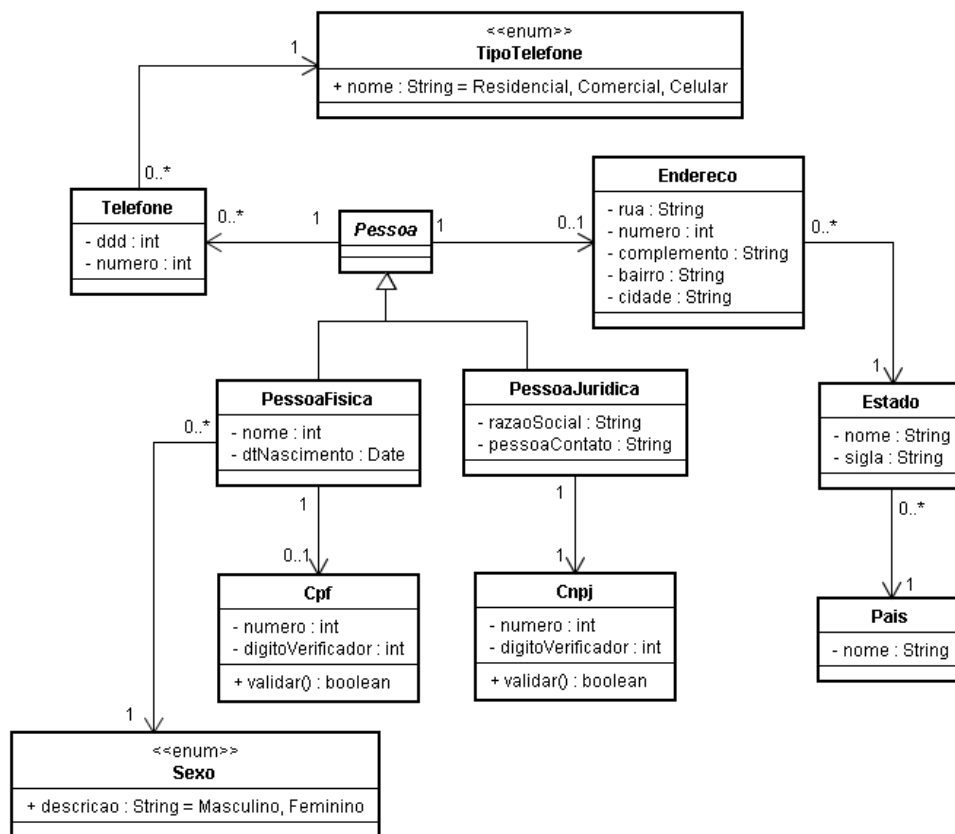 <<enum>>
TipoTelefone
+ nome : String = Residencial, Comercial, Celular
1
0..*
Telefone
- ddd : int
- numero : int
0..*
1
Pessoa
1
0..1
Endereco
- rua : String
- numero : int
- complemento : String
- bairro : String
- cidade : String
0..*
1
PessoaFisica
- nome : int
- dtNascimento : Date
0..*
1
0..1
PessoaJuridica
- razaoSocial : String
- pessoaContato : String
1
1
Estado
- nome : String
- sigla : String
0..*
1
Cpf
- numero : int
- digitoVerificador : int
+ validar() : boolean
Cnpj
- numero : int
- digitoVerificador : int
+ validar() : boolean
Pais
- nome : String
1
<<enum>>
Sexo
+ descricao : String = Masculino, Feminino